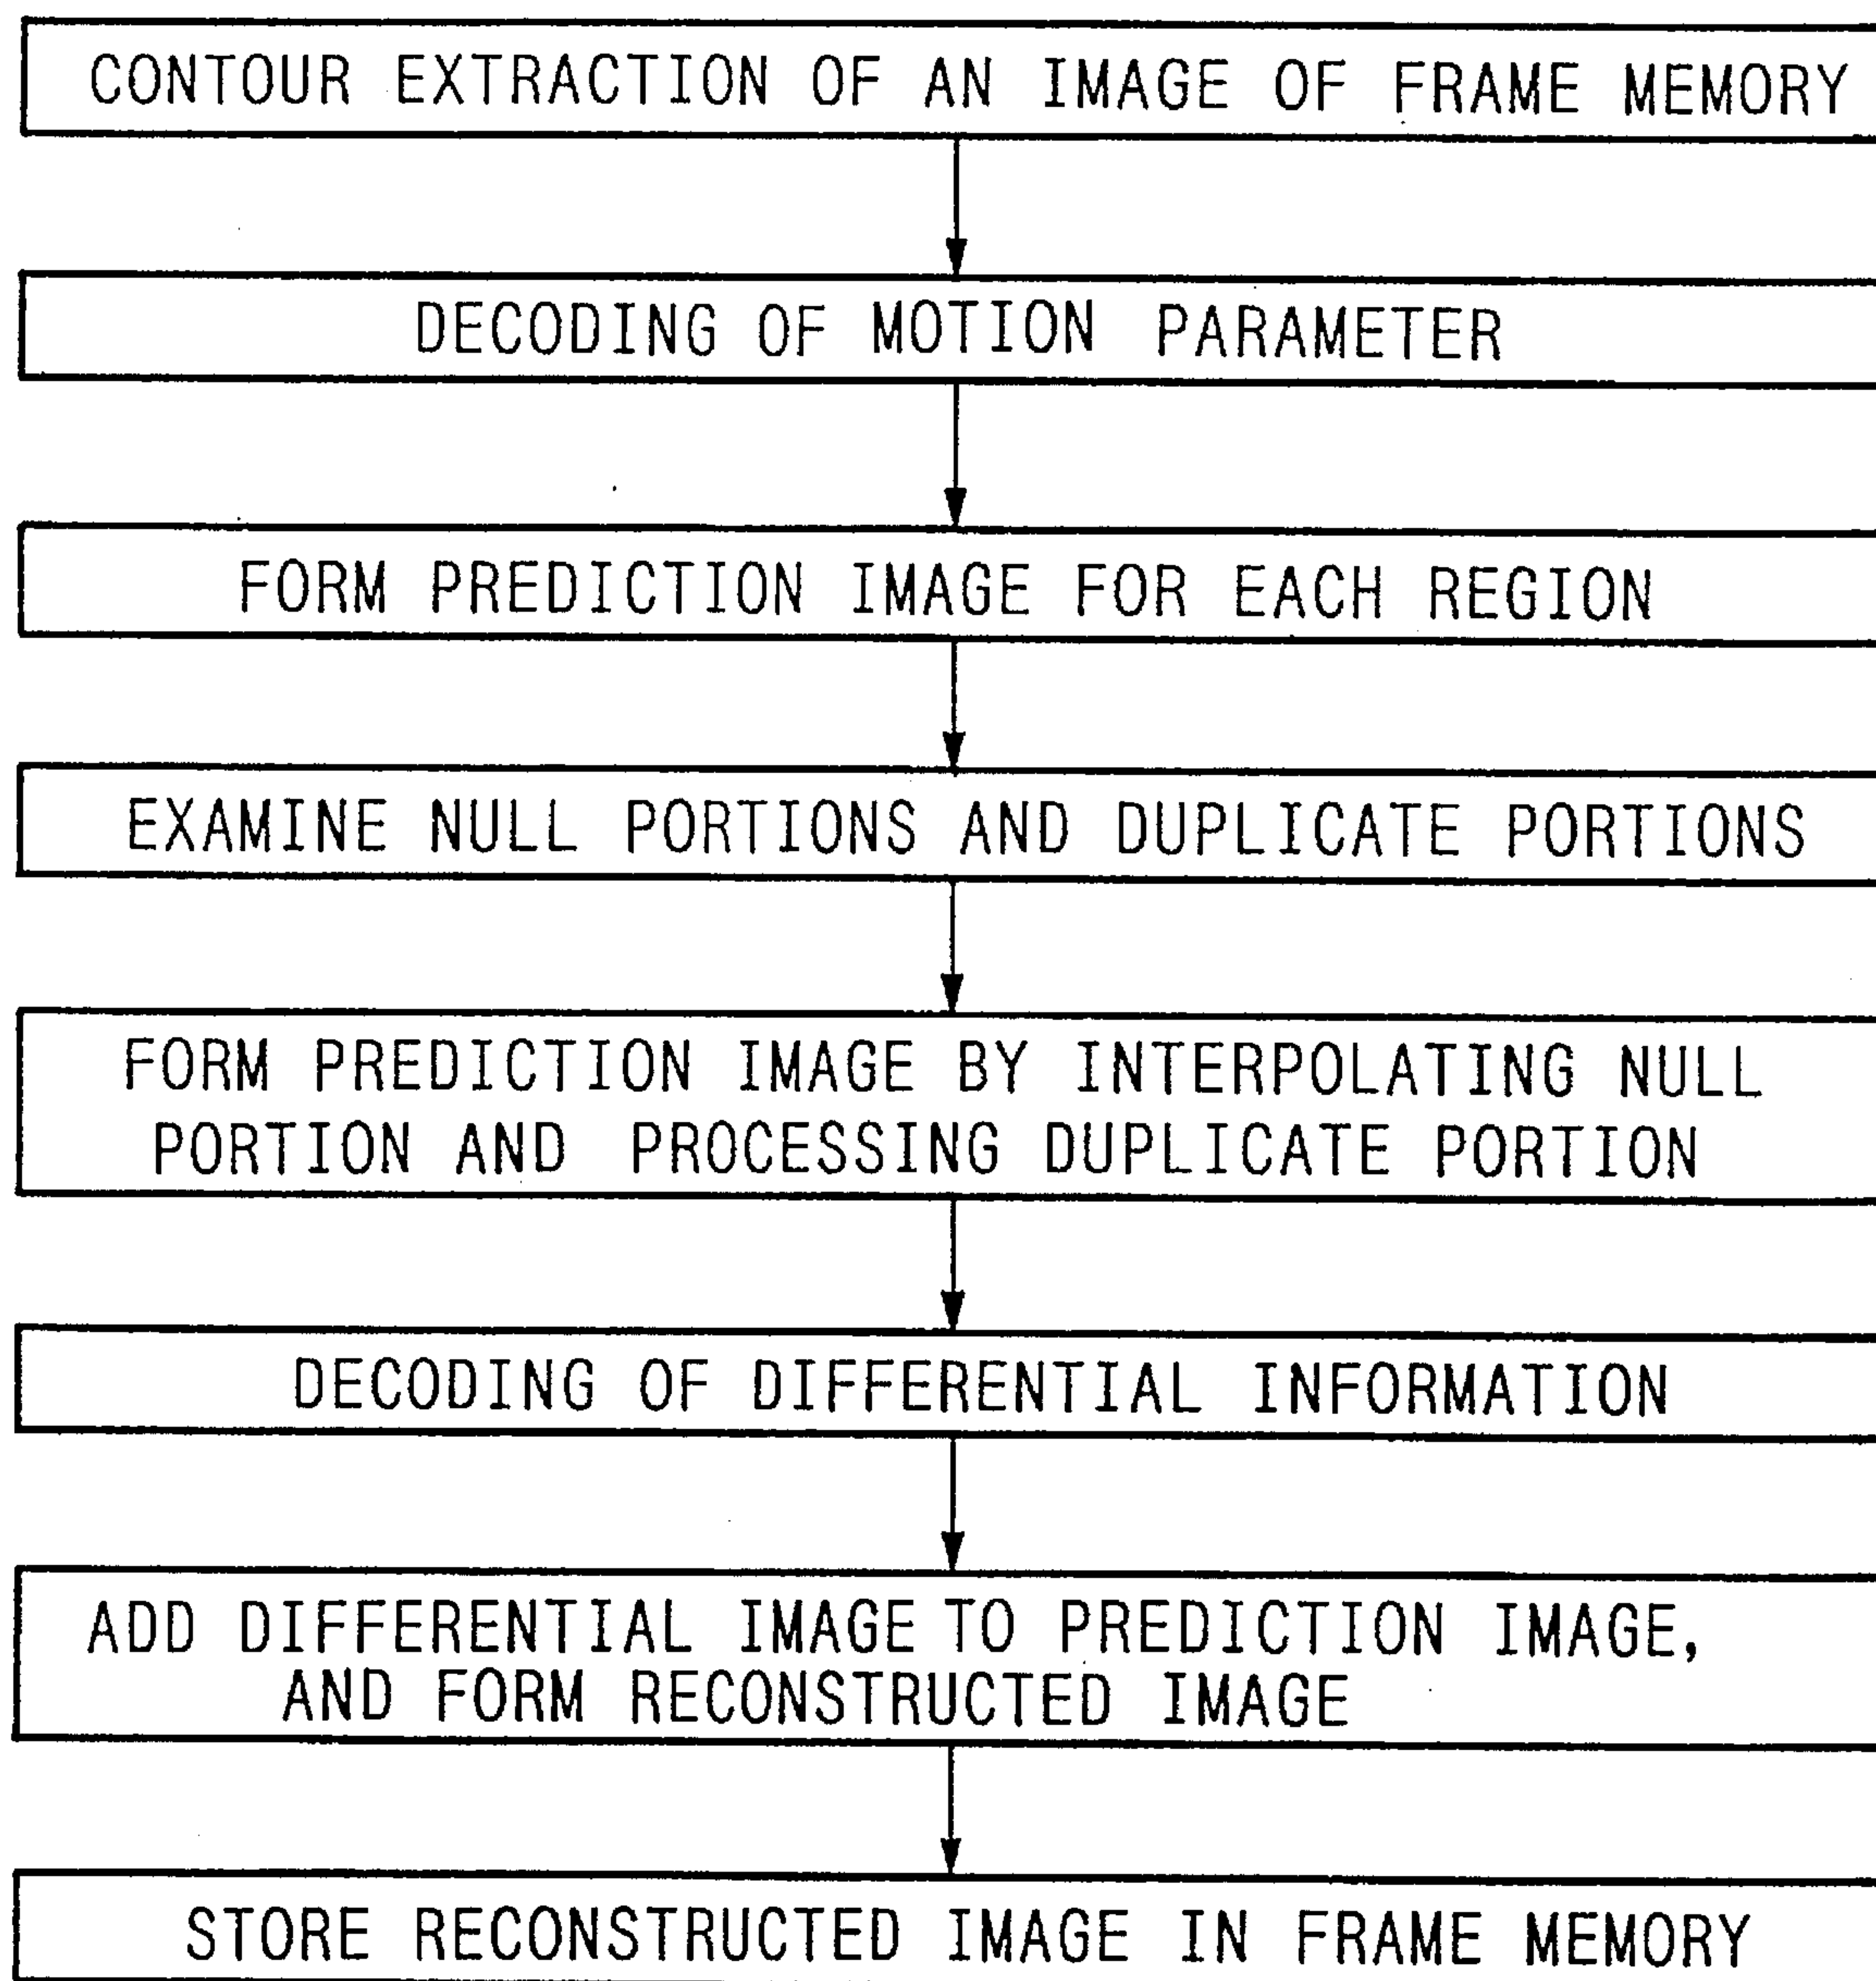 CONTOUR EXTRACTION OF AN IMAGE OF FRAME MEMORY
DECODING OF MOTION PARAMETER
FORM PREDICTION IMAGE FOR EACH REGION
EXAMINE NULL PORTIONS AND DUPLICATE PORTIONS
FORM PREDICTION IMAGE BY INTERPOLATING NULL
PORTION AND PROCESSING DUPLICATE PORTION
DECODING OF DIFFERENTIAL INFORMATION
ADD DIFFERENTIAL IMAGE TO PREDICTION IMAGE,
AND FORM RECONSTRUCTED IMAGE
STORE RECONSTRUCTED IMAGE IN FRAME MEMORY